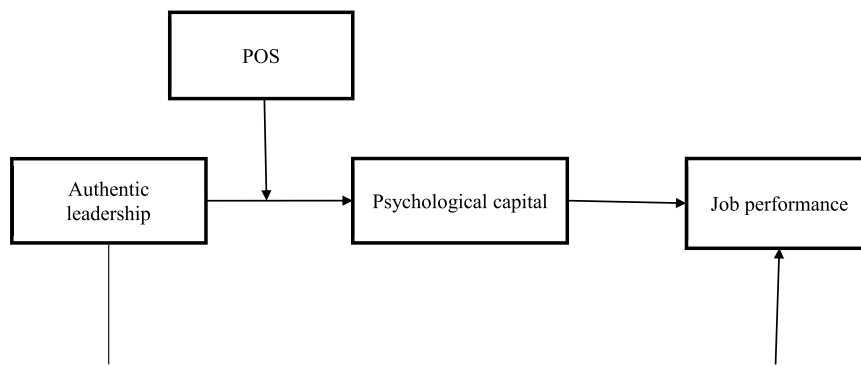 POS
Authentic
leadership
Psychological capital
Job performance